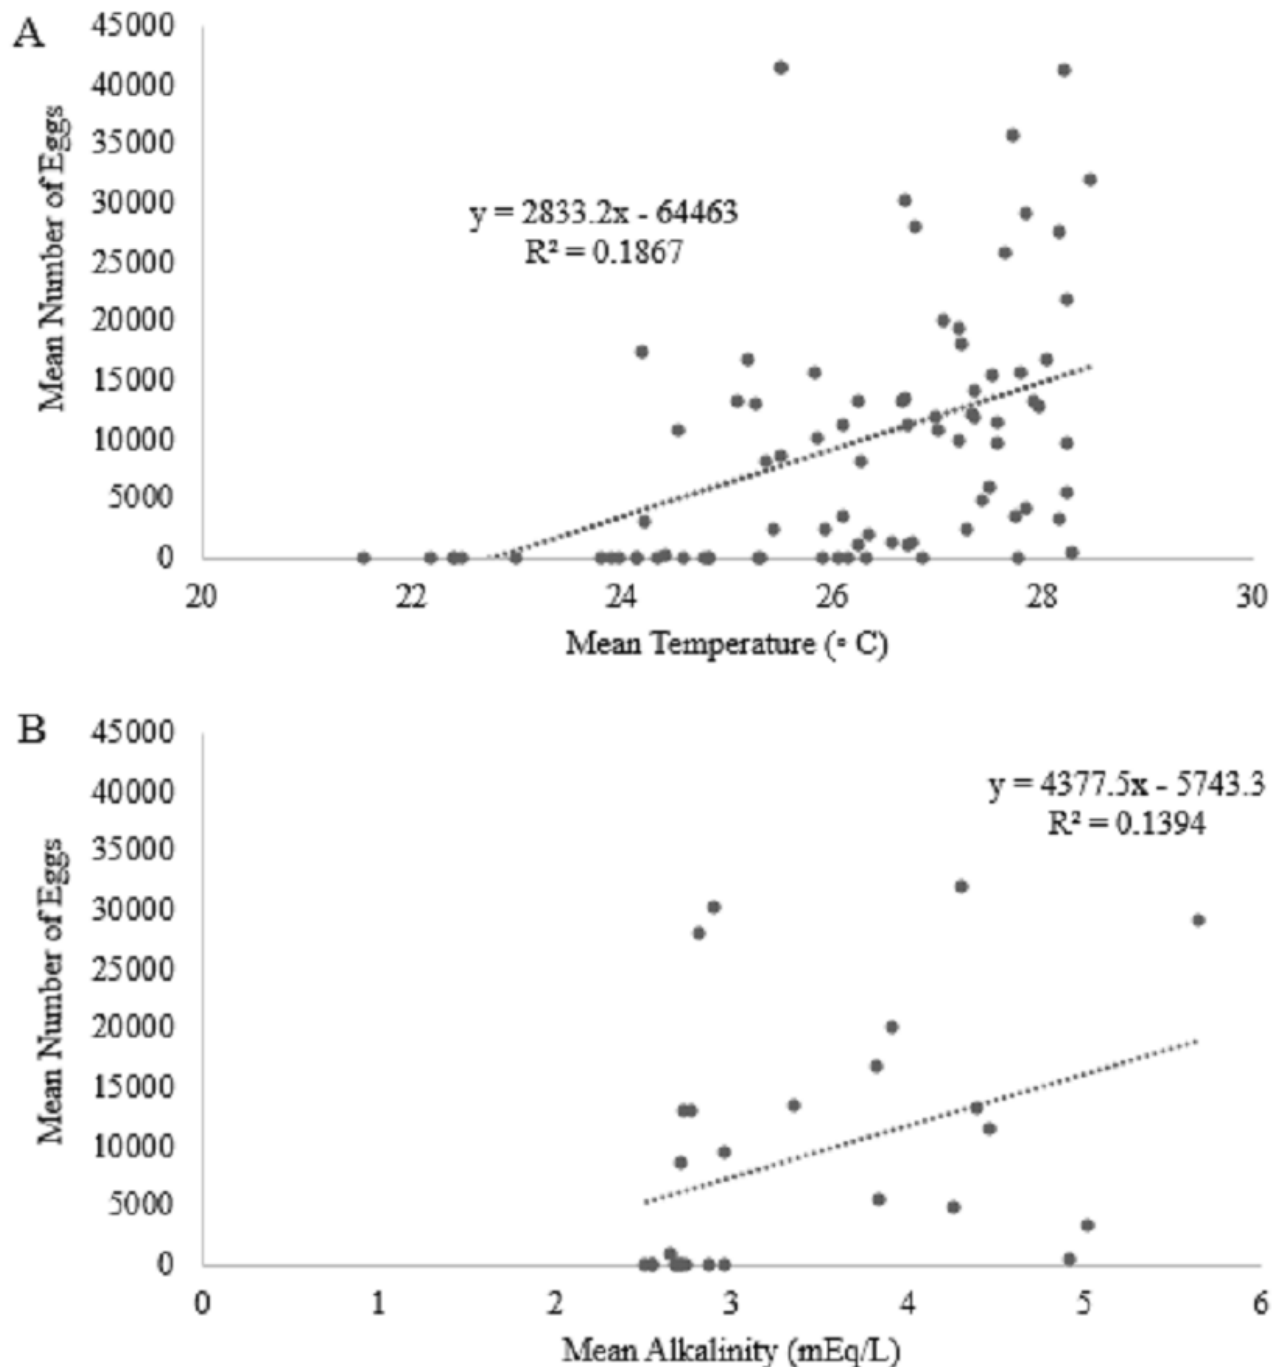 A
45000
40000
35000
30000
25000
20000
15000
10000
5000
0
Mean Number of Eggs
y = 2833.2x - 64463
R² = 0.1867
20 22 24 26 28 30
Mean Temperature (◦ C)
B
45000
40000
35000
30000
25000
20000
15000
10000
5000
0
Mean Number of Eggs
y = 4377.5x - 5743.3
R² = 0.1394
0 1 2 3 4 5 6
Mean Alkalinity (mEq/L)